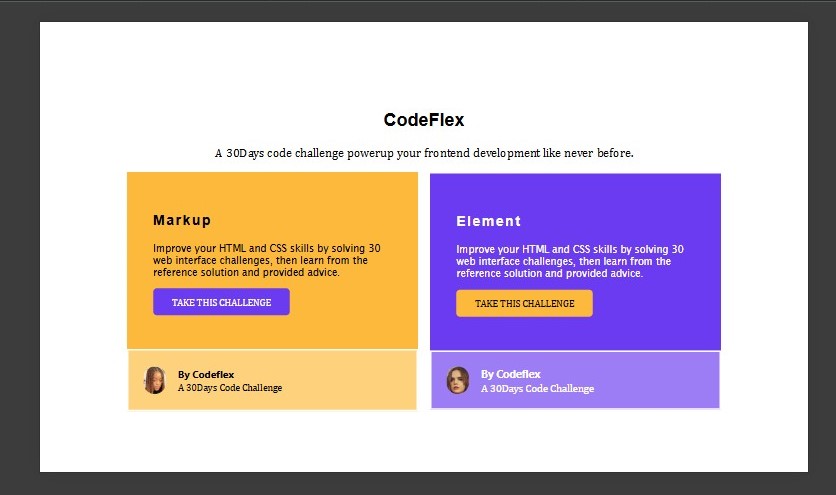 CodeFlex
A 30Days code challenge powerup your frontend development like never before.
Markup
Improve your HTML and CSS skills by solving 30
web interface challenges, then learn from the
reference solution and provided advice.
TAKE THIS CHALLENGE
By Codeflex
A 30Days Code Challenge
Element
Improve your HTML and CSS skills by solving 30
web interface challenges, then learn from the
reference solution and provided advice.
TAKE THIS CHALLENGE
By Codeflex
A 30Days Code Challenge